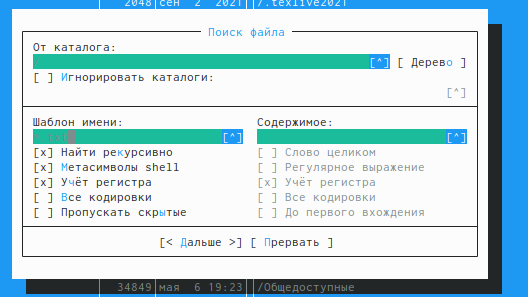 2048 сен 2 2021 /.texlive2021
Поиск файла
От каталога:
[^] [ Дерево ]
[ ] Игнорировать каталоги:
[^]
Шаблон имени: Содержимое:
[^] [^]
[x] Найти рекурсивно [ ] Слово целиком
[x] Метасимволы shell [ ] Регулярное выражение
[x] Учёт регистра [x] Учёт регистра
[ ] Все кодировки [ ] Все кодировки
[ ] Пропускать скрытые [ ] До первого вхождения
[< Дальше >] [ Прервать ]
34849 мая 6 19:23 /Общедоступные